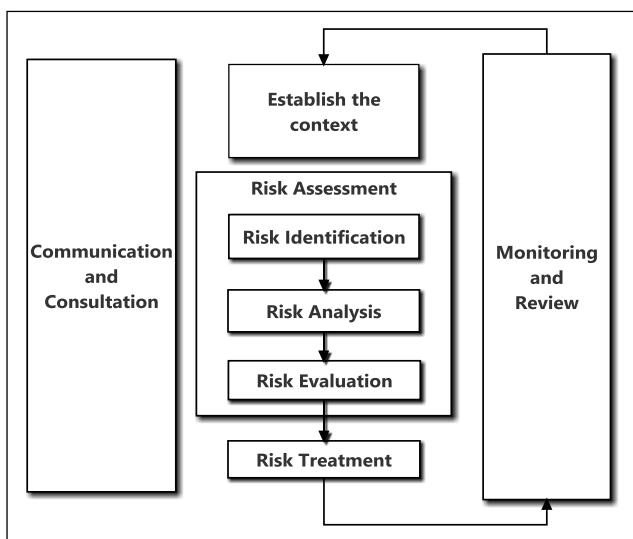 Establish the
context
Risk Assessment
Risk Identification
Communication
and
Consultation
Monitoring
and
Review
Risk Analysis
Risk Evaluation
Risk Treatment